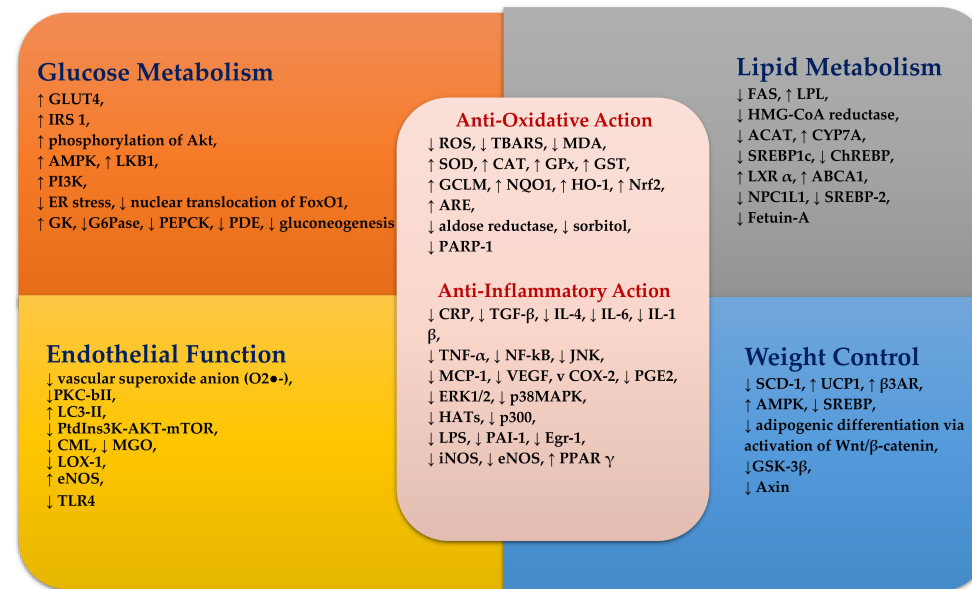 Glucose Metabolism
↑ GLUT4,
↑ IRS 1,
↑ phosphorylation of Akt,
↑ AMPK, ↑ LKB1,
↑ PI3K,
↓ ER stress, ↓ nuclear translocation of FoxO1,
↑ GK, ↓G6Pase, ↓ PEPCK, ↓ PDE, ↓ gluconeogenesis
Lipid Metabolism
↓ FAS, ↑ LPL,
↓ HMG-CoA reductase,
↓ ACAT, ↑ CYP7A,
↓ SREBP1c, ↓ ChREBP,
↑ LXR α, ↑ ABCA1,
↓ NPC1L1, ↓ SREBP-2,
↓ Fetuin-A
Anti-Oxidative Action
↓ ROS, ↓ TBARS, ↓ MDA,
↑ SOD, ↑ CAT, ↑ GPx, ↑ GST,
↑ GCLM, ↑ NQO1, ↑ HO-1, ↑ Nrf2,
↑ ARE,
↓ aldose reductase, ↓ sorbitol,
↓ PARP-1
Anti-Inflammatory Action
↓ CRP, ↓ TGF-β, ↓ IL-4, ↓ IL-6, ↓ IL-1
β,
↓ TNF-α, ↓ NF-kB, ↓ JNK,
↓ MCP-1, ↓ VEGF, v COX-2, ↓ PGE2,
↓ ERK1/2, ↓ p38MAPK,
↓ HATs, ↓ p300,
↓ LPS, ↓ PAI-1, ↓ Egr-1,
↓ iNOS, ↓ eNOS, ↑ PPAR γ
Endothelial Function
↓ vascular superoxide anion (O2●-),
↓PKC-bII,
↑ LC3-II,
↓ PtdIns3K-AKT-mTOR,
↓ CML, ↓ MGO,
↓ LOX-1,
↑ eNOS,
↓ TLR4
Weight Control
↓ SCD-1, ↑ UCP1, ↑ β3AR,
↑ AMPK, ↓ SREBP,
↓ adipogenic differentiation via
activation of Wnt/β-catenin,
↓GSK-3β,
↓ Axin